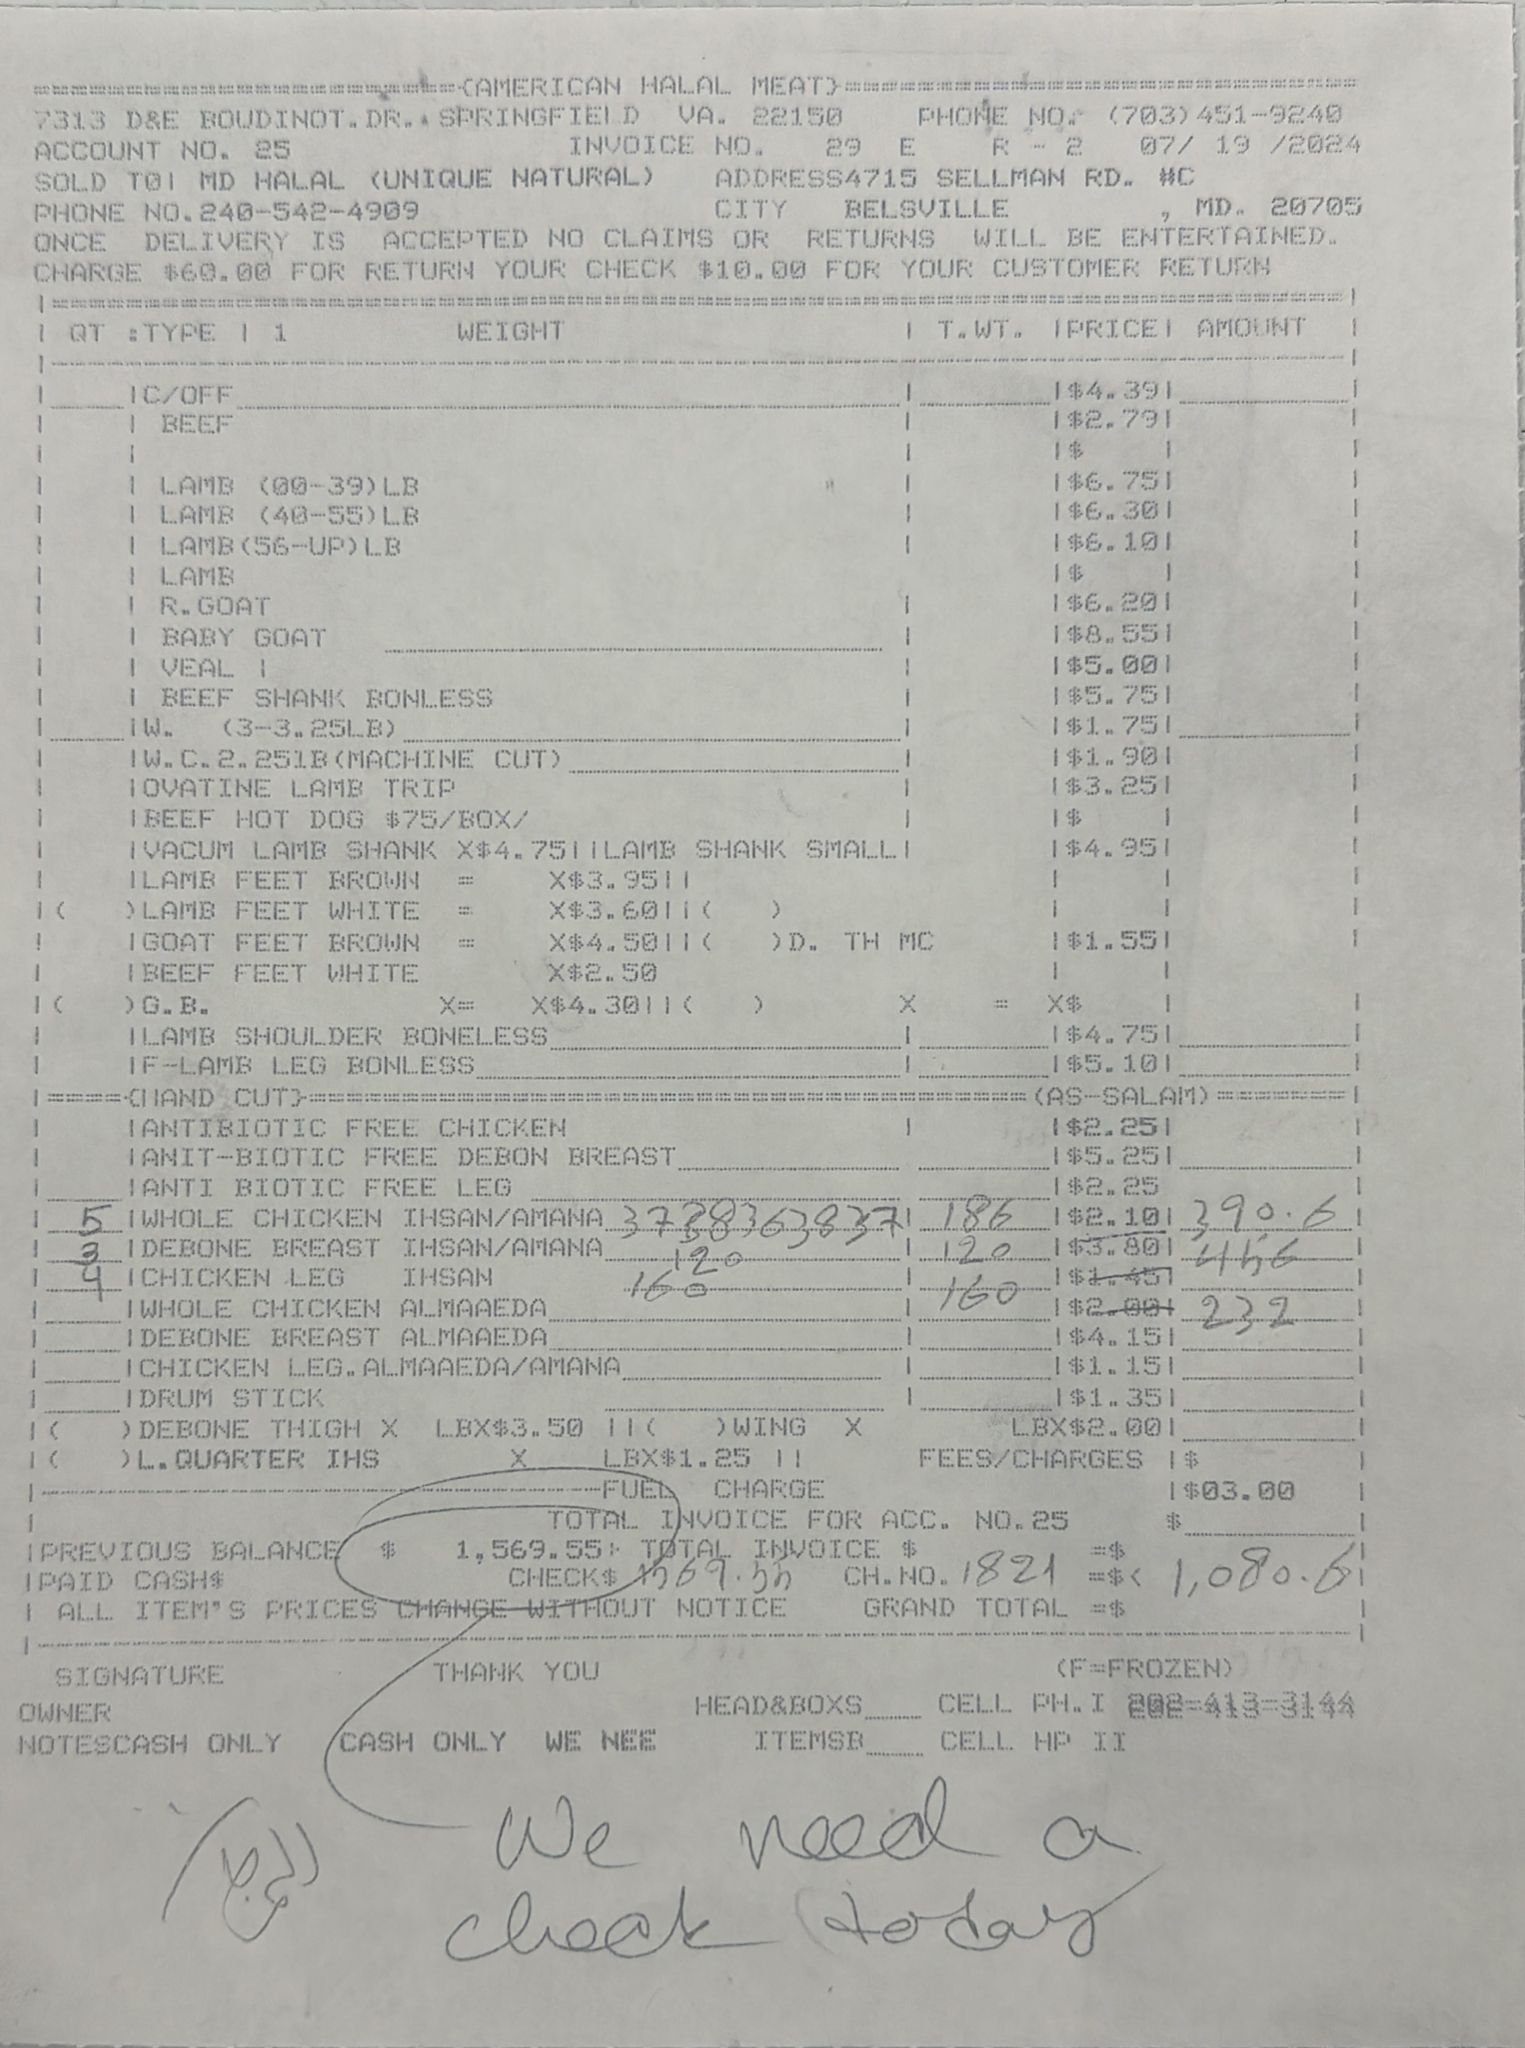 {AMERICAN HALAL MEAT}
7313 D&E BOUDINOT.DR.. SPRINGFIELD VA. 22150 PHONE NO. (703)451-9240
ACCOUNT NO. 25 INVOICE NO. 29 E R - 2 07/ 19 /2024
SOLD TO| MD HALAL (UNIQUE NATURAL) ADDRESS4715 SELLMAN RD. #C
PHONE NO.240-542-4909 CITY BELSVILLE , MD. 20705
ONCE DELIVERY IS ACCEPTED NO CLAIMS OR RETURNS WILL BE ENTERTAINED.
CHARGE $60.00 FOR RETURN YOUR CHECK $10.00 FOR YOUR CUSTOMER RETURN
| QT :TYPE | 1 WEIGHT | T.WT. |PRICE| AMOUNT |
C/OFF $4.39
BEEF $2.79
$
LAMB (00-39)LB $6.75
LAMB (40-55)LB $6.30
LAMB(56-UP)LB $6.10
LAMB $
R.GOAT $6.20
BABY GOAT $8.55
VEAL | $5.00
BEEF SHANK BONLESS $5.75
W. (3-3.25LB) $1.75
W.C.2.251B(MACHINE CUT) $1.90
OVATINE LAMB TRIP $3.25
BEEF HOT DOG $75/BOX/ $
VACUM LAMB SHANK X$4.75||LAMB SHANK SMALL| $4.95
LAMB FEET BROWN = X$3.95||
( )LAMB FEET WHITE = X$3.60||( )
GOAT FEET BROWN = X$4.50||( )D. TH MC $1.55
BEEF FEET WHITE X$2.50
( )G.B. X= X$4.30||( ) X = X$
LAMB SHOULDER BONELESS $4.75
F-LAMB LEG BONLESS $5.10
====={HAND CUT}=====(AS-SALAM)=====
ANTIBIOTIC FREE CHICKEN $2.25
ANIT-BIOTIC FREE DEBON BREAST $5.25
ANTI BIOTIC FREE LEG $2.25
5 WHOLE CHICKEN IHSAN/AMANA 37 38 36 38 37 186 $2.10 390.6
3 DEBONE BREAST IHSAN/AMANA 120 120 $3.80 456
4 CHICKEN LEG IHSAN 160 160 $1.45
WHOLE CHICKEN ALMAAEDA $2.00 232
DEBONE BREAST ALMAAEDA $4.15
CHICKEN LEG.ALMAAEDA/AMANA $1.15
DRUM STICK $1.35
( )DEBONE THIGH X LBX$3.50 ||( )WING X LBX$2.00
( )L.QUARTER IHS X LBX$1.25 || FEES/CHARGES |$
FUEL CHARGE |$03.00
TOTAL INVOICE FOR ACC. NO.25 $
PREVIOUS BALANCE $ 1,569.55+ TOTAL INVOICE $ =$
PAID CASH$ CHECK$ 1569.55 CH.NO. 1821 =$< 1,080.6
ALL ITEM'S PRICES CHANGE WITHOUT NOTICE GRAND TOTAL =$
SIGNATURE THANK YOU (F=FROZEN)
OWNER HEAD&BOXS CELL PH.I 202-413-3144
NOTESCASH ONLY CASH ONLY WE NEE ITEMSB CELL HP II
We need a
check today